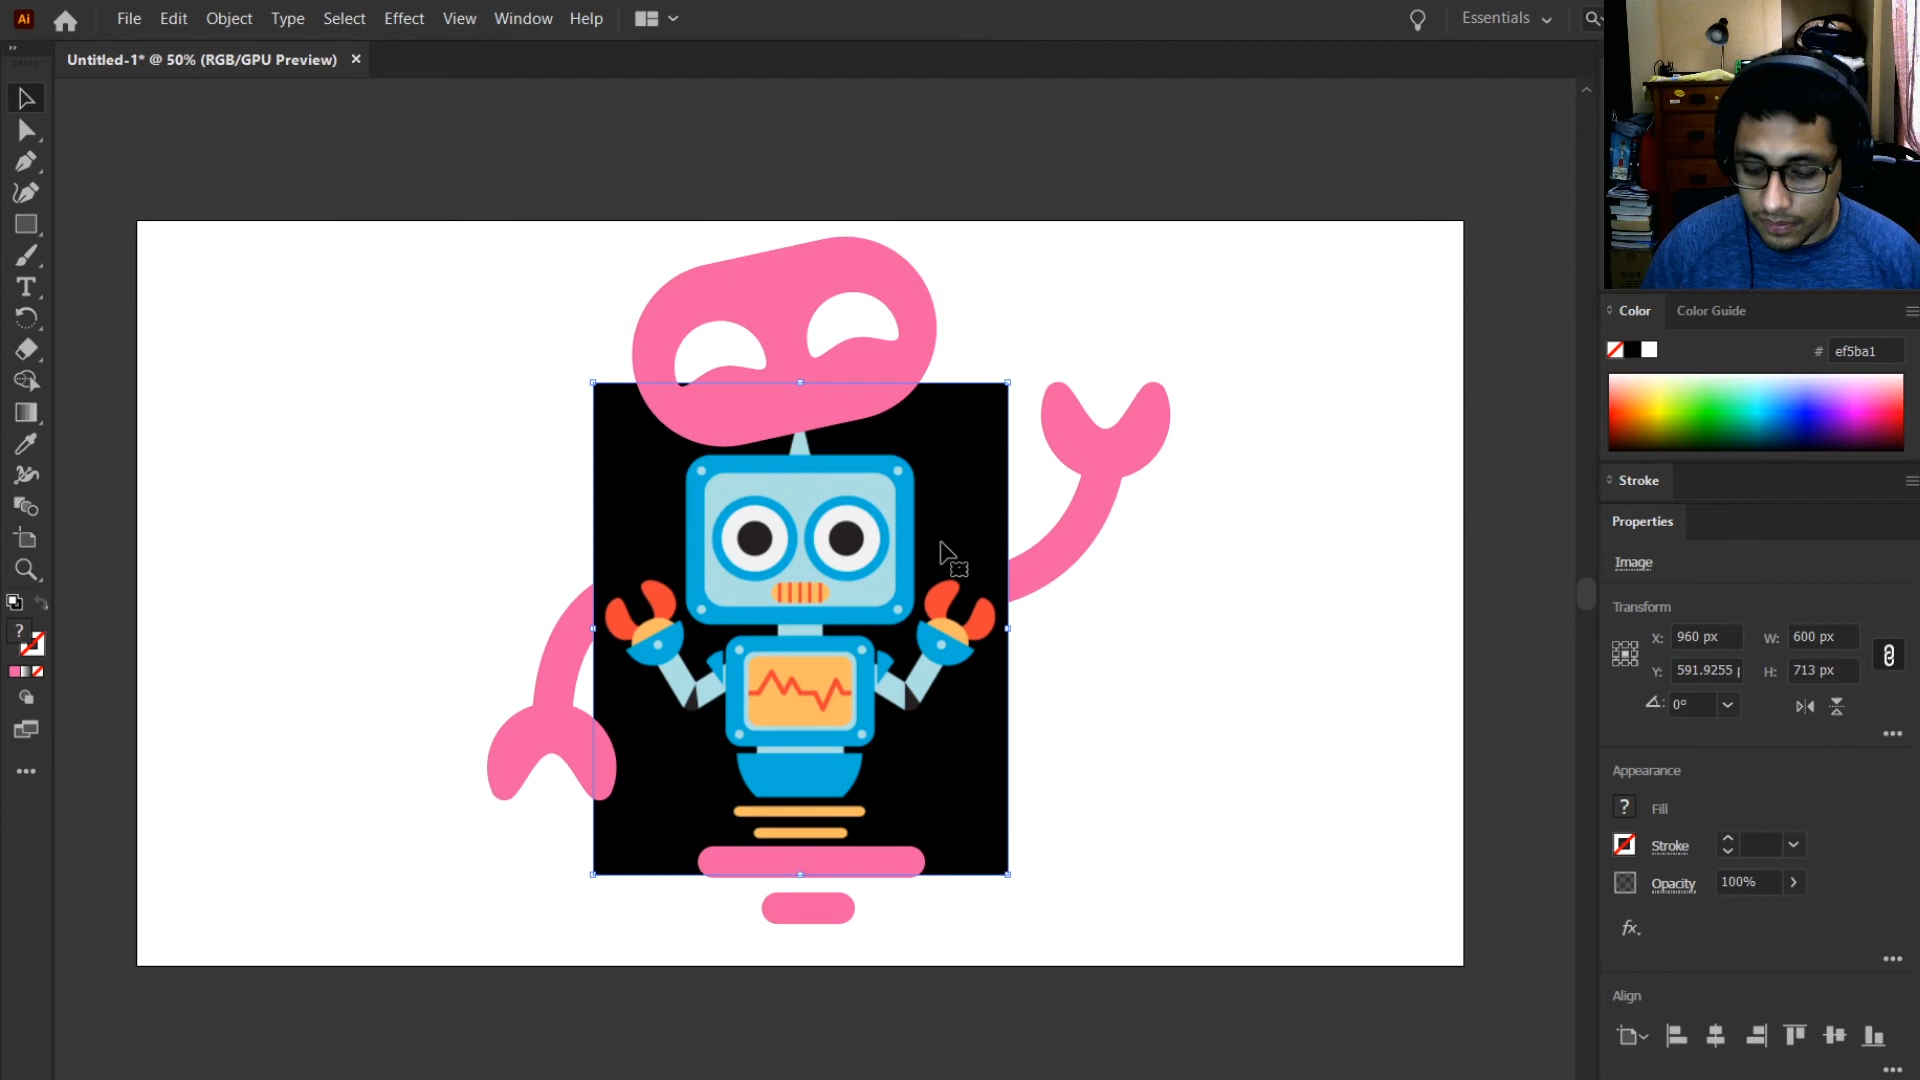 Ai File Edit Object Type Select Effect View Window Help Essentials
Untitled-1* @ 50% (RGB/GPU Preview) ×
T
?
Color Color Guide
# ef5ba1
Stroke
Properties
Image
Transform
X: 960 px W: 600 px
Y: 591.9255 H: 713 px
0°
Appearance
? Fill
Stroke
Opacity 100%
fx.
Align